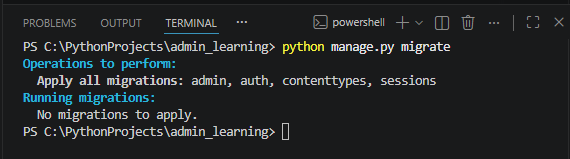 PROBLEMS OUTPUT TERMINAL ... powershell
PS C:\PythonProjects\admin_learning> python manage.py migrate
Operations to perform:
  Apply all migrations: admin, auth, contenttypes, sessions
Running migrations:
  No migrations to apply.
PS C:\PythonProjects\admin_learning>